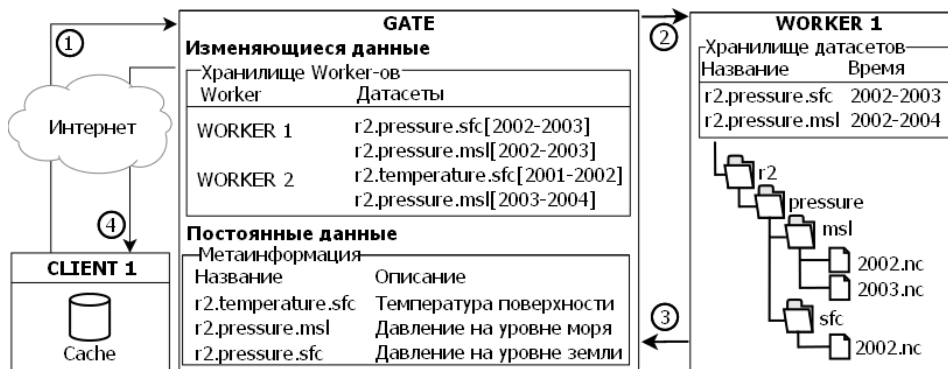 1
Интернет
4
CLIENT 1
Cache
GATE
Изменяющиеся данные
Хранилище Worker-ов
Worker Датасеты
WORKER 1 r2.pressure.sfc[2002-2003]
r2.pressure.msl[2002-2003]
WORKER 2 r2.temperature.sfc[2001-2002]
r2.pressure.msl[2003-2004]
Постоянные данные
Метаинформация
Название Описание
r2.temperature.sfc Температура поверхности
r2.pressure.msl Давление на уровне моря
r2.pressure.sfc Давление на уровне земли
2
3
WORKER 1
Хранилище датасетов
Название Время
r2.pressure.sfc 2002-2003
r2.pressure.msl 2002-2004
r2
pressure
msl
2002.nc
2003.nc
sfc
2002.nc